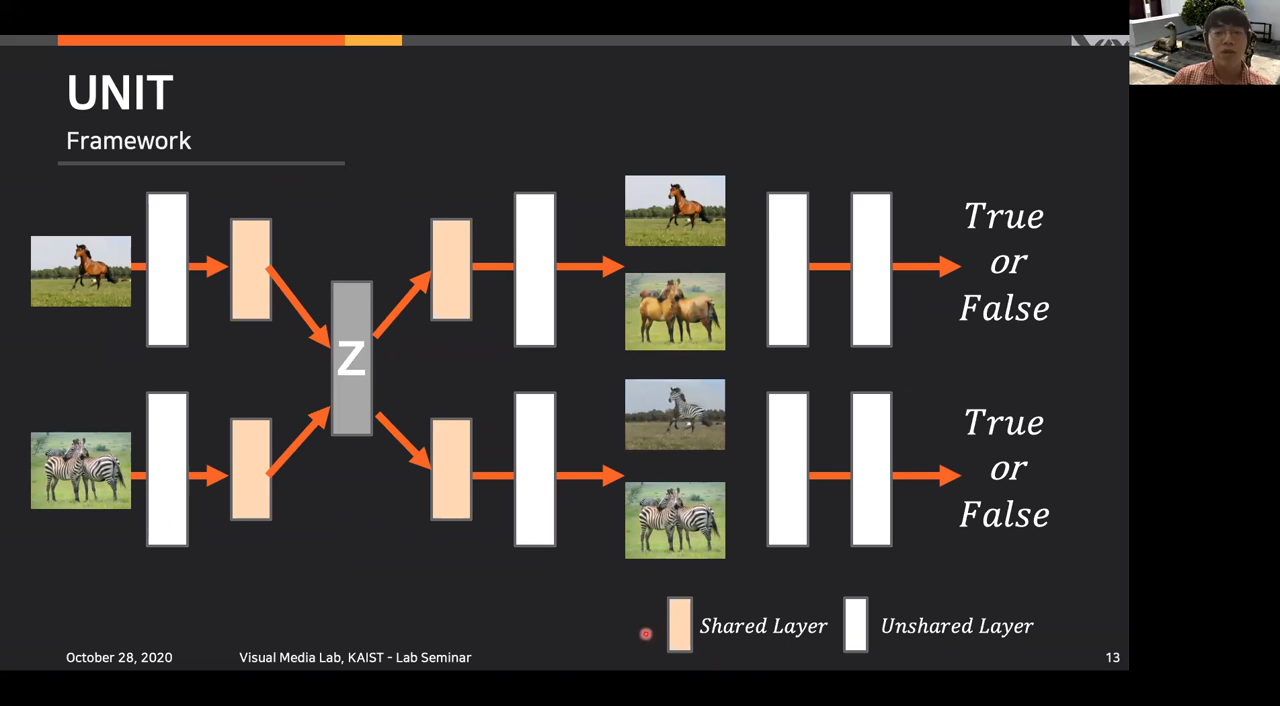 UNIT
Framework
Z
True
or
False
True
or
False
Shared Layer
Unshared Layer
October 28, 2020
Visual Media Lab, KAIST - Lab Seminar
13